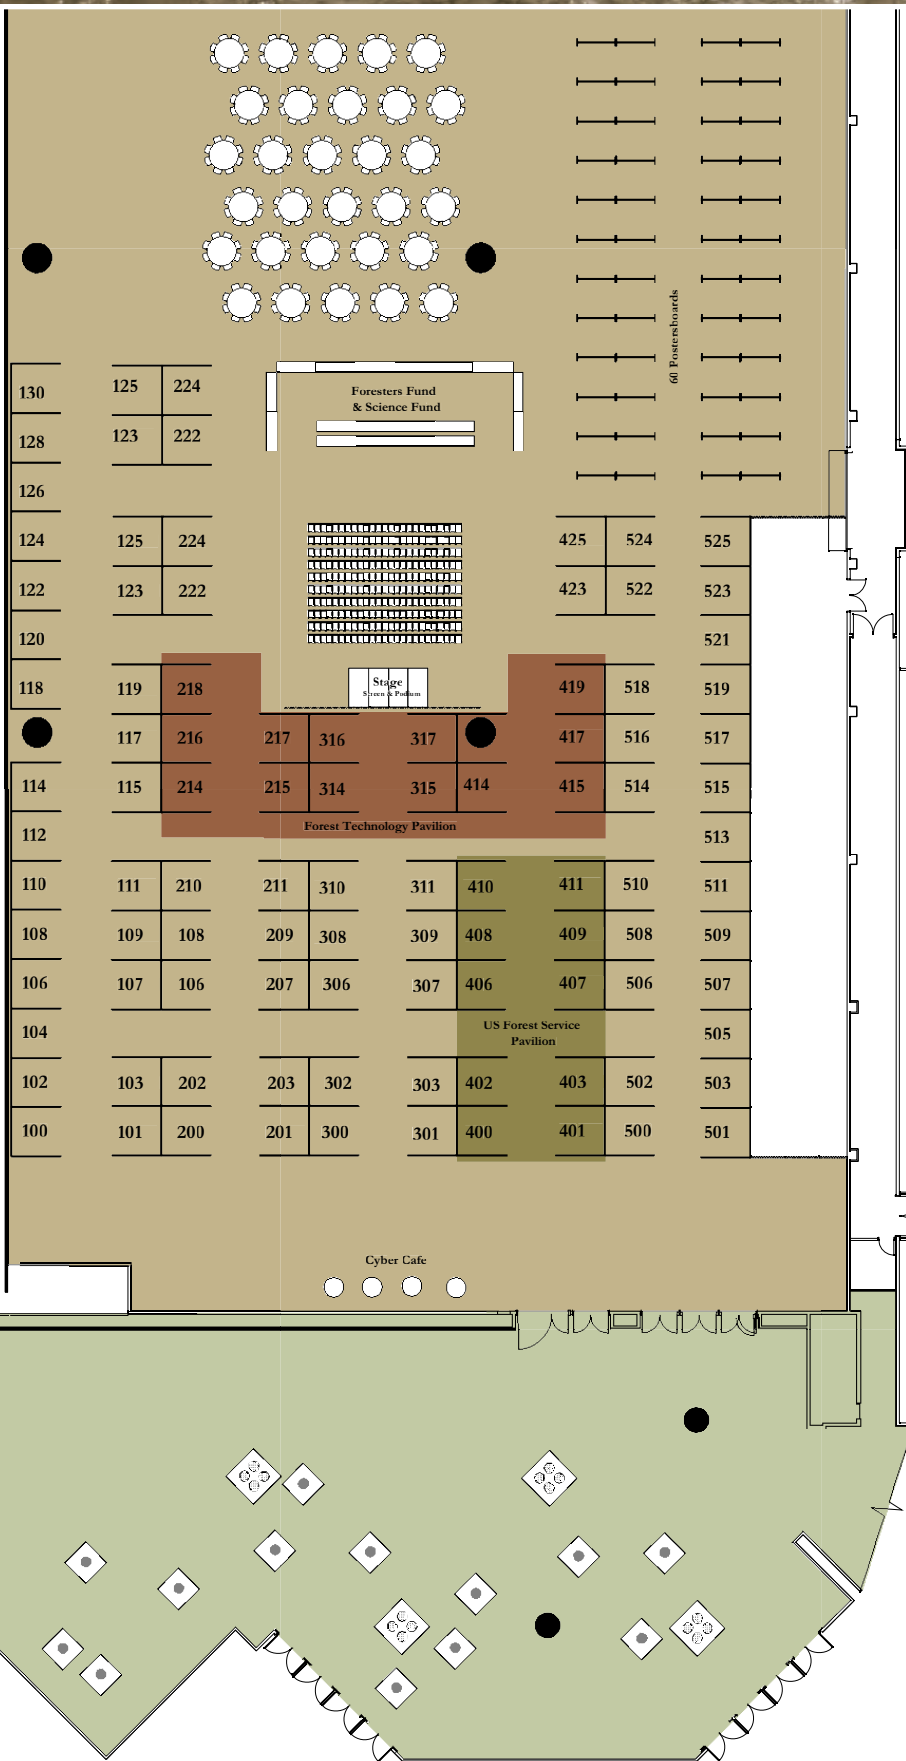 60 Postersboards
Foresters Fund
& Science Fund
130 125 224
128 123 222
126
124 125 224 425 524 525
122 123 222 423 522 523
120 521
Stage
Screen & Podium
118 119 218 419 518 519
117 216 217 316 317 417 516 517
114 115 214 215 314 315 414 415 514 515
Forest Technology Pavilion
112 513
110 111 210 211 310 311 410 411 510 511
108 109 108 209 308 309 408 409 508 509
106 107 106 207 306 307 406 407 506 507
US Forest Service
Pavilion
104 505
102 103 202 203 302 303 402 403 502 503
100 101 200 201 300 301 400 401 500 501
Cyber Cafe